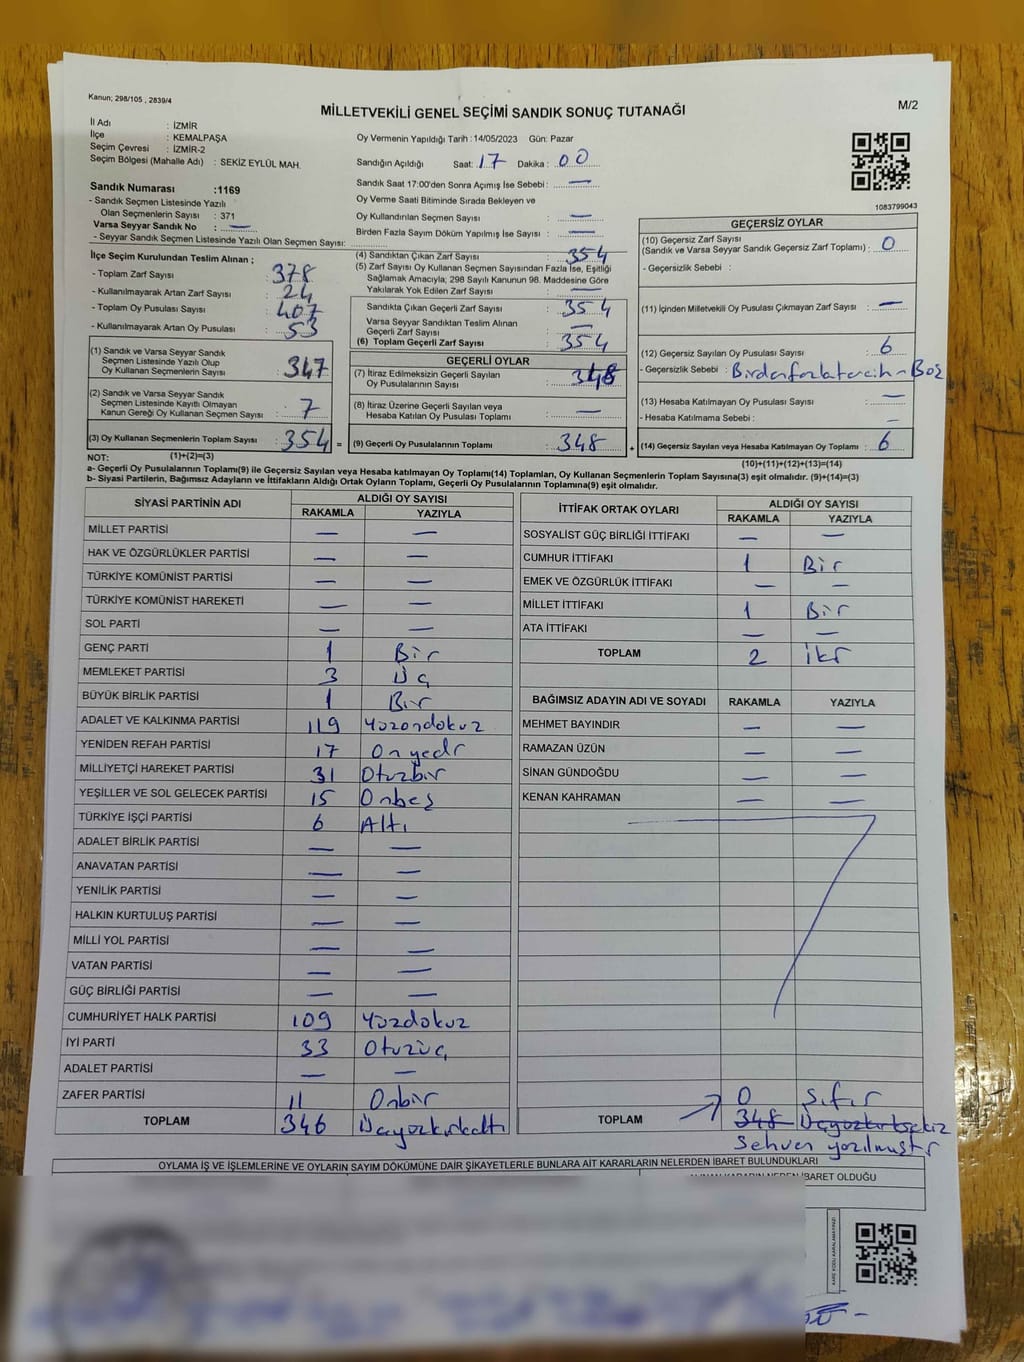 Kanun; 298/105 , 2839/4
MİLLETVEKİLİ GENEL SEÇİMİ SANDIK SONUÇ TUTANAĞI
M/2
İl Adı : İZMİR
İlçe : KEMALPAŞA
Seçim Çevresi : İZMİR-2
Seçim Bölgesi (Mahalle Adı) : SEKİZ EYLÜL MAH.
Sandık Numarası :1169
- Sandık Seçmen Listesinde Yazılı
Olan Seçmenlerin Sayısı : 371
Varsa Seyyar Sandık No : —
- Seyyar Sandık Seçmen Listesinde Yazılı Olan Seçmen Sayısı:
Oy Vermenin Yapıldığı Tarih : 14/05/2023 Gün: Pazar
Sandığın Açıldığı Saat: 17 Dakika : 00
Sandık Saat 17:00'den Sonra Açımış İse Sebebi : —
Oy Verme Saati Bitiminde Sırada Bekleyen ve
Oy Kullandırılan Seçmen Sayısı : —
Birden Fazla Sayım Döküm Yapılmış İse Sayısı : —
1083799043
İlçe Seçim Kurulundan Teslim Alınan ;
- Toplam Zarf Sayısı : 378
- Kullanılmayarak Artan Zarf Sayısı : 24
- Toplam Oy Pusulası : 407
- Kullanılmayarak Artan Oy Pusulası : 53
(1) Sandık ve Varsa Seyyar Sandık
Seçmen Listesinde Yazılı Olup
Oy Kullanan Seçmenlerin Sayısı : 347
(2) Sandık ve Varsa Seyyar Sandık
Seçmen Listesinde Kayıtlı Olmayan
Kanun Gereği Oy Kullanan Seçmen Sayısı : 7
(3) Oy Kullanan Seçmenlerin Toplam Sayısı : 354 =
(4) Sandıktan Çıkan Zarf Sayısı : 354
(5) Zarf Sayısı Oy Kullanan Seçmen Sayısından Fazla İse, Eşitliği
Sağlamak Amacıyla; 298 Sayılı Kanunun 98. Maddesine Göre
Yakılarak Yok Edilen Zarf Sayısı : —
Sandıkta Çıkan Geçerli Zarf Sayısı : 354
Varsa Seyyar Sandıktan Teslim Alınan
Geçerli Zarf Sayısı : —
(6) Toplam Geçerli Zarf Sayısı : 354
GEÇERLİ OYLAR
(7) İtiraz Edilmeksizin Geçerli Sayılan
Oy Pusulalarının Sayısı : 348
(8) İtiraz Üzerine Geçerli Sayılan veya
Hesaba Katılan Oy Pusulası Toplamı : —
(9) Geçerli Oy Pusulalarının Toplamı : 348 +
GEÇERSİZ OYLAR
(10) Geçersiz Zarf Sayısı
(Sandık ve Varsa Seyyar Sandık Geçersiz Zarf Toplamı) : 0
- Geçersizlik Sebebi :
(11) İçinden Milletvekili Oy Pusulası Çıkmayan Zarf Sayısı : —
(12) Geçersiz Sayılan Oy Pusulası Sayısı : 6
- Geçersizlik Sebebi : Birdenfazlatercih-Boş
(13) Hesaba Katılmayan Oy Pusulası Sayısı : —
- Hesaba Katılmama Sebebi : —
(14) Geçersiz Sayılan veya Hesaba Katılmayan Oy Toplamı : 6
NOT: (1)+(2)=(3)
(10)+(11)+(12)+(13)=(14)
a- Geçerli Oy Pusulalarının Toplamı(9) ile Geçersiz Sayılan veya Hesaba katılmayan Oy Toplamı(14) Toplamları, Oy Kullanan Seçmenlerin Toplam Sayısına(3) eşit olmalıdır. (9)+(14)=(3)
b- Siyasi Partilerin, Bağımsız Adayların ve İttifakların Aldığı Ortak Oyların Toplamı, Geçerli Oy Pusulalarının Toplamına(9) eşit olmalıdır.
SİYASİ PARTİNİN ADI ALDIĞI OY SAYISI
RAKAMLA YAZIYLA
MİLLET PARTİSİ — —
HAK VE ÖZGÜRLÜKLER PARTİSİ — —
TÜRKİYE KOMÜNİST PARTİSİ — —
TÜRKİYE KOMÜNİST HAREKETİ — —
SOL PARTİ — —
GENÇ PARTİ 1 Bir
MEMLEKET PARTİSİ 3 Üç
BÜYÜK BİRLİK PARTİSİ 1 Bir
ADALET VE KALKINMA PARTİSİ 119 Yüzondokuz
YENİDEN REFAH PARTİSİ 17 Onyedi
MİLLİYETÇİ HAREKET PARTİSİ 31 Otuzbir
YEŞİLLER VE SOL GELECEK PARTİSİ 15 Onbeş
TÜRKİYE İŞÇİ PARTİSİ 6 Altı
ADALET BİRLİK PARTİSİ — —
ANAVATAN PARTİSİ — —
YENİLİK PARTİSİ — —
HALKIN KURTULUŞ PARTİSİ — —
MİLLİ YOL PARTİSİ — —
VATAN PARTİSİ — —
GÜÇ BİRLİĞİ PARTİSİ — —
CUMHURİYET HALK PARTİSİ 109 Yüzdokuz
İYİ PARTİ 33 Otuzüç
ADALET PARTİSİ — —
ZAFER PARTİSİ 11 Onbir
TOPLAM 346 Üçyüzkırkaltı
İTTİFAK ORTAK OYLARI ALDIĞI OY SAYISI
RAKAMLA YAZIYLA
SOSYALİST GÜÇ BİRLİĞİ İTTİFAKI — —
CUMHUR İTTİFAKI 1 Bir
EMEK VE ÖZGÜRLÜK İTTİFAKI — —
MİLLET İTTİFAKI 1 Bir
ATA İTTİFAKI — —
TOPLAM 2 İki
BAĞIMSIZ ADAYIN ADI VE SOYADI RAKAMLA YAZIYLA
MEHMET BAYINDIR — —
RAMAZAN ÜZÜN — —
SİNAN GÜNDOĞDU — —
KENAN KAHRAMAN — —
0 Sıfır
TOPLAM 348 Üçyüzkırksekiz
Sehven yazılmıştır
OYLAMA İŞ VE İŞLEMLERİNE VE OYLARIN SAYIM DÖKÜMÜNE DAİR ŞİKAYETLERLE BUNLARA AİT KARARLARIN NELERDEN İBARET BULUNDUKLARI
İBARET OLDUĞU